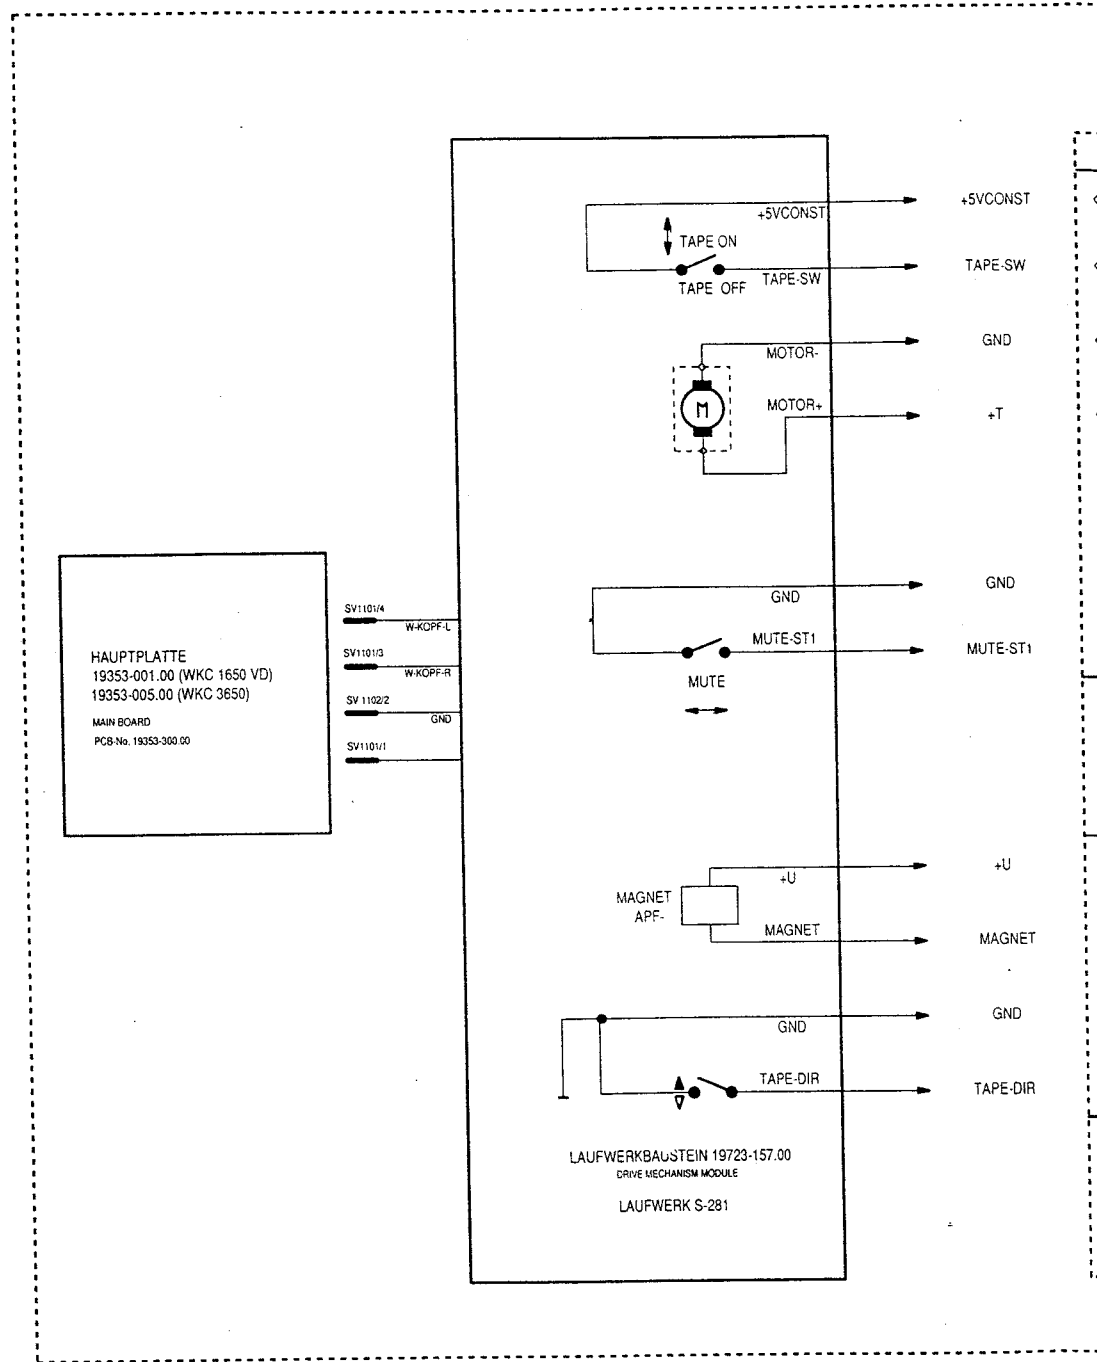 +5VCONST
+5VCONST
TAPE ON
TAPE OFF
TAPE-SW
TAPE-SW
MOTOR-
GND
M
MOTOR+
+T
HAUPTPLATTE
19353-001.00 (WKC 1650 VD)
19353-005.00 (WKC 3650)
MAIN BOARD
PCB-No. 19353-300.00
SV1101/4
W-KOPF-L
SV1101/3
W-KOPF-R
SV 1102/2
GND
SV1101/1
GND
GND
MUTE-ST1
MUTE-ST1
MUTE
+U
+U
MAGNET
APF-
MAGNET
MAGNET
GND
GND
TAPE-DIR
TAPE-DIR
LAUFWERKBAUSTEIN 19723-157.00
DRIVE MECHANISM MODULE
LAUFWERK S-281